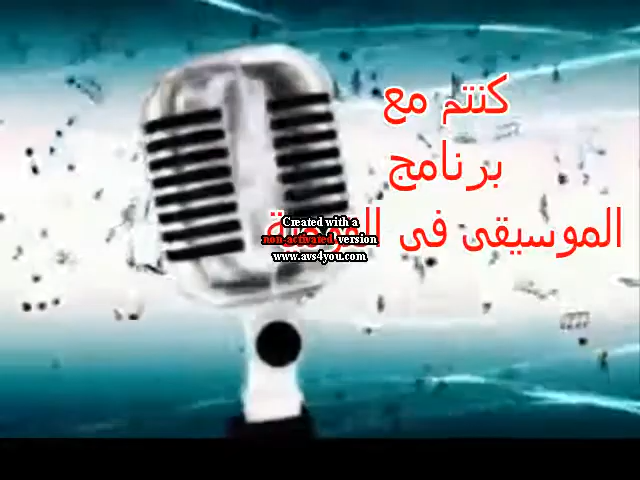 كنتم مع
برنامج
الموسيقى فى
Created with a
non-activated version
www.avs4you.com